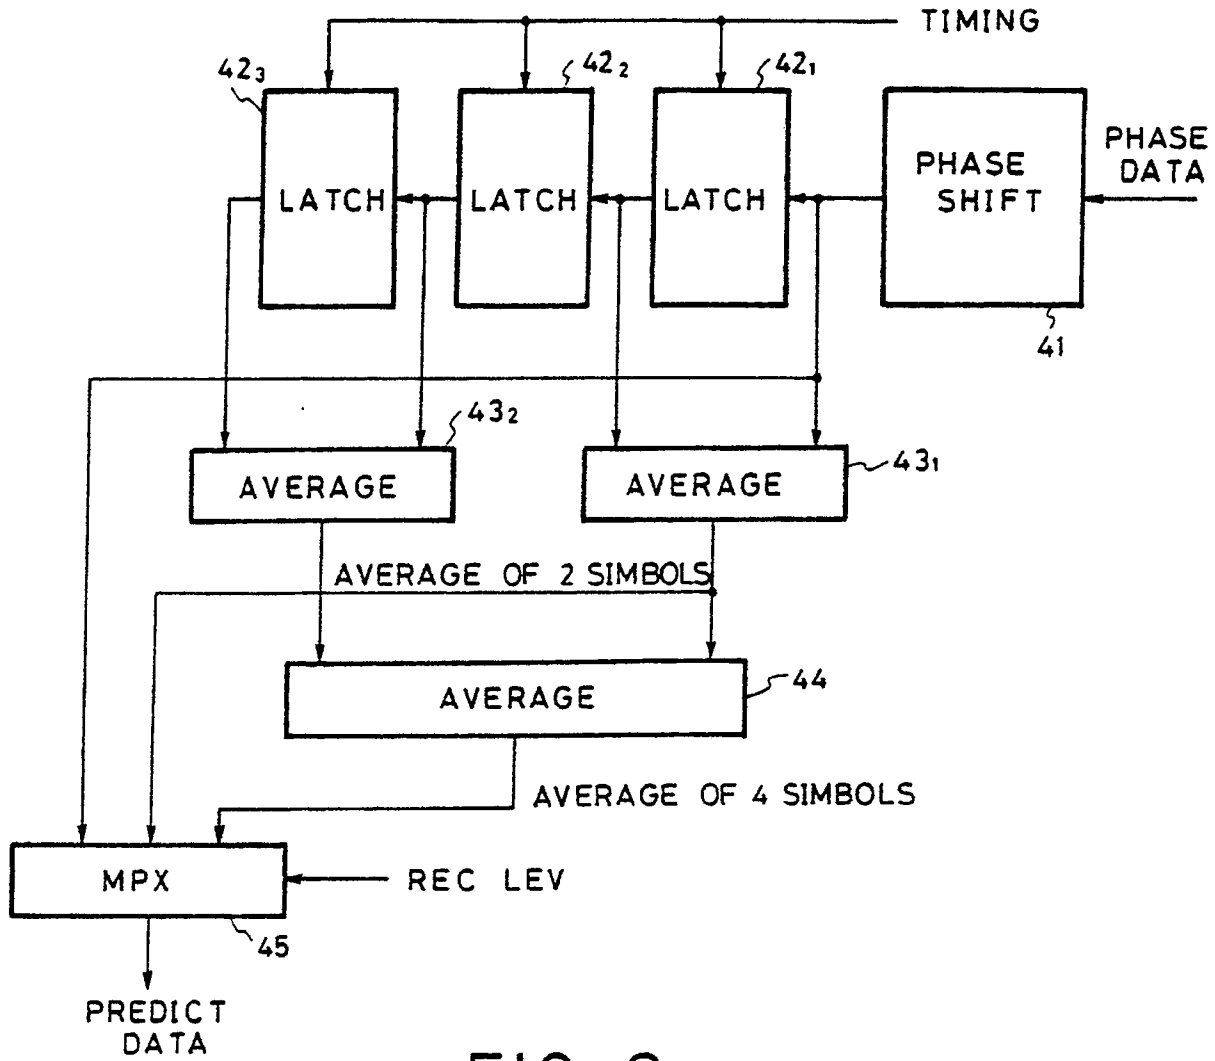 TIMING
42₃
42₂
42₁
PHASE
DATA
LATCH
LATCH
LATCH
PHASE
SHIFT
41
43₂
43₁
AVERAGE
AVERAGE
AVERAGE OF 2 SIMBOLS
AVERAGE
44
AVERAGE OF 4 SIMBOLS
MPX
REC LEV
45
PREDICT
DATA